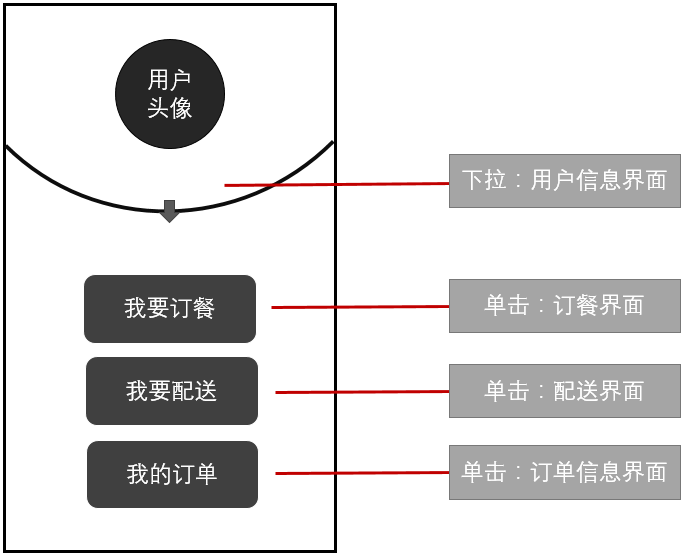 用户
头像
下拉：用户信息界面
我要订餐
单击：订餐界面
我要配送
单击：配送界面
我的订单
单击：订单信息界面